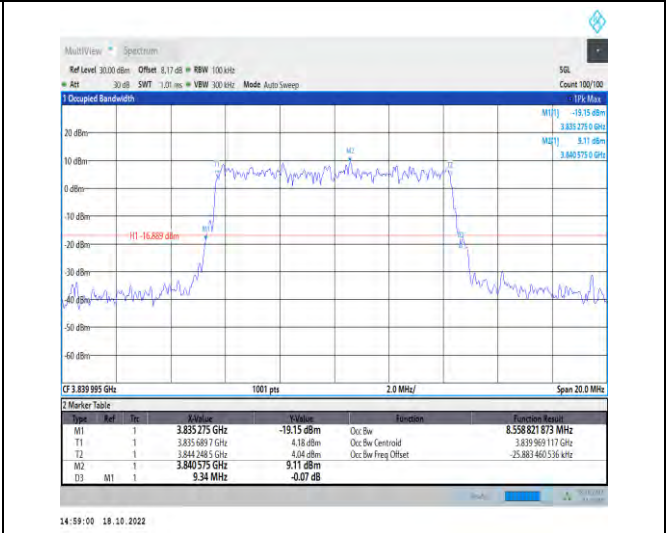 MultiView Spectrum
Ref Level 30.00 dBm Offset 8.17 dB RBW 100 kHz SGL
Att 30 dB SWT 1.01 ms VBW 300 kHz Mode Auto Sweep Count 100/100
1 Occupied Bandwidth 1Pk Max
M1(1) -19.15 dBm
3.835 275 0 GHz
9.11 dBm
3.840 575 0 GHz
20 dBm
10 dBm
0 dBm
-10 dBm
-20 dBm
-30 dBm
-40 dBm
-50 dBm
-60 dBm
M2
T1
T2
M1
H1 -16.889 dBm
CF 3.839 995 GHz 1001 pts 2.0 MHz/ Span 20.0 MHz
2 Marker Table
Type Ref Trc X-Value Y-Value Function Function Result
M1 1 3.835 275 GHz -19.15 dBm Occ Bw 8.558 821 873 MHz
T1 1 3.835 689 7 GHz 4.18 dBm Occ Bw Centroid 3.839 969 117 GHz
T2 1 3.844 248 5 GHz 4.04 dBm Occ Bw Freq Offset -25.883 460 536 kHz
M2 1 3.840 575 GHz 9.11 dBm
D3 M1 1 9.34 MHz -0.07 dB
14:59:00 18.10.2022